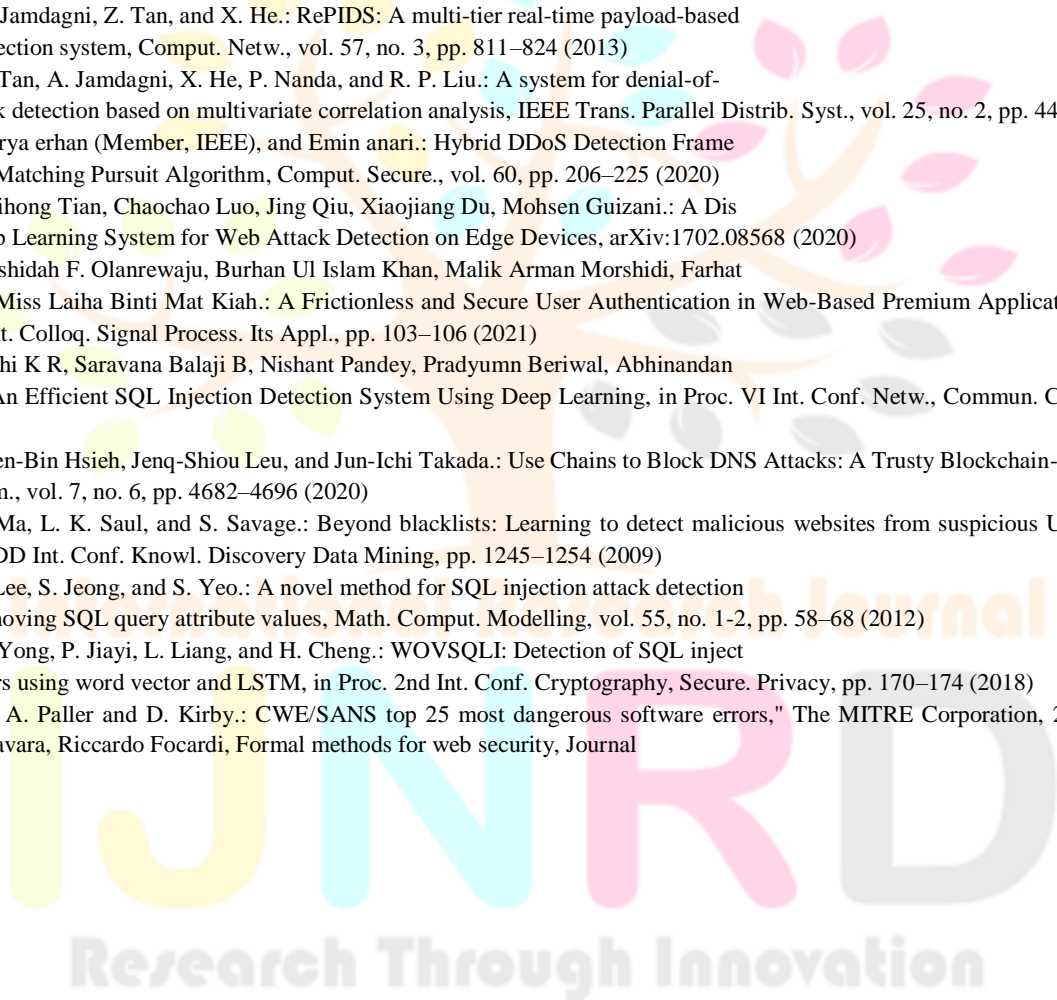 Jamdagni, Z. Tan, and X. He.: RePIDS: A multi-tier real-time payload-based
ection system, Comput. Netw., vol. 57, no. 3, pp. 811–824 (2013)
Tan, A. Jamdagni, X. He, P. Nanda, and R. P. Liu.: A system for denial-of-
k detection based on multivariate correlation analysis, IEEE Trans. Parallel Distrib. Syst., vol. 25, no. 2, pp. 44
rya erhan (Member, IEEE), and Emin anari.: Hybrid DDoS Detection Frame
Matching Pursuit Algorithm, Comput. Secure., vol. 60, pp. 206–225 (2020)
ihong Tian, Chaochao Luo, Jing Qiu, Xiaojiang Du, Mohsen Guizani.: A Dis
p Learning System for Web Attack Detection on Edge Devices, arXiv:1702.08568 (2020)
shidah F. Olanrewaju, Burhan Ul Islam Khan, Malik Arman Morshidi, Farhat
Miss Laiha Binti Mat Kiah.: A Frictionless and Secure User Authentication in Web-Based Premium Applicat
t. Colloq. Signal Process. Its Appl., pp. 103–106 (2021)
hi K R, Saravana Balaji B, Nishant Pandey, Pradyumn Beriwal, Abhinandan
An Efficient SQL Injection Detection System Using Deep Learning, in Proc. VI Int. Conf. Netw., Commun. C
en-Bin Hsieh, Jenq-Shiou Leu, and Jun-Ichi Takada.: Use Chains to Block DNS Attacks: A Trusty Blockchain-
n., vol. 7, no. 6, pp. 4682–4696 (2020)
Ma, L. K. Saul, and S. Savage.: Beyond blacklists: Learning to detect malicious websites from suspicious U
DD Int. Conf. Knowl. Discovery Data Mining, pp. 1245–1254 (2009)
Lee, S. Jeong, and S. Yeo.: A novel method for SQL injection attack detection
noving SQL query attribute values, Math. Comput. Modelling, vol. 55, no. 1-2, pp. 58–68 (2012)
International Research Journal
Yong, P. Jiayi, L. Liang, and H. Cheng.: WOVSQLI: Detection of SQL inject
rs using word vector and LSTM, in Proc. 2nd Int. Conf. Cryptography, Secure. Privacy, pp. 170–174 (2018)
A. Paller and D. Kirby.: CWE/SANS top 25 most dangerous software errors," The MITRE Corporation, 2
avara, Riccardo Focardi, Formal methods for web security, Journal
IJNRD
Research Through Innovation